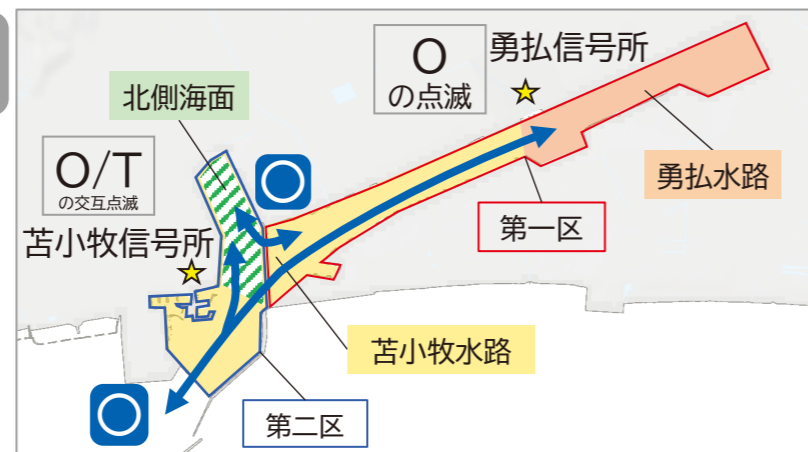 O
の点滅
勇払信号所
北側海面
O/T
の交互点滅
苫小牧信号所
勇払水路
第一区
苫小牧水路
第二区